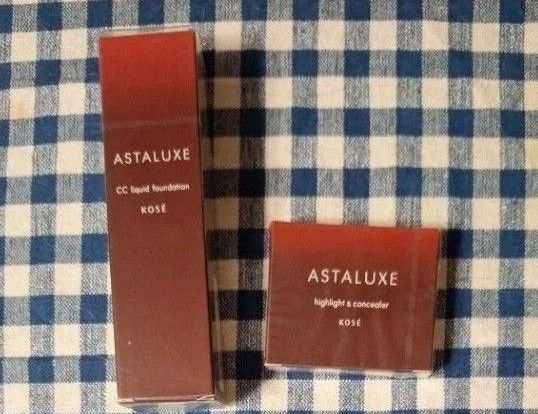 ASTALUXE
CC liquid foundation
KOSÉ
ASTALUXE
highlight & concealer
KOSÉ